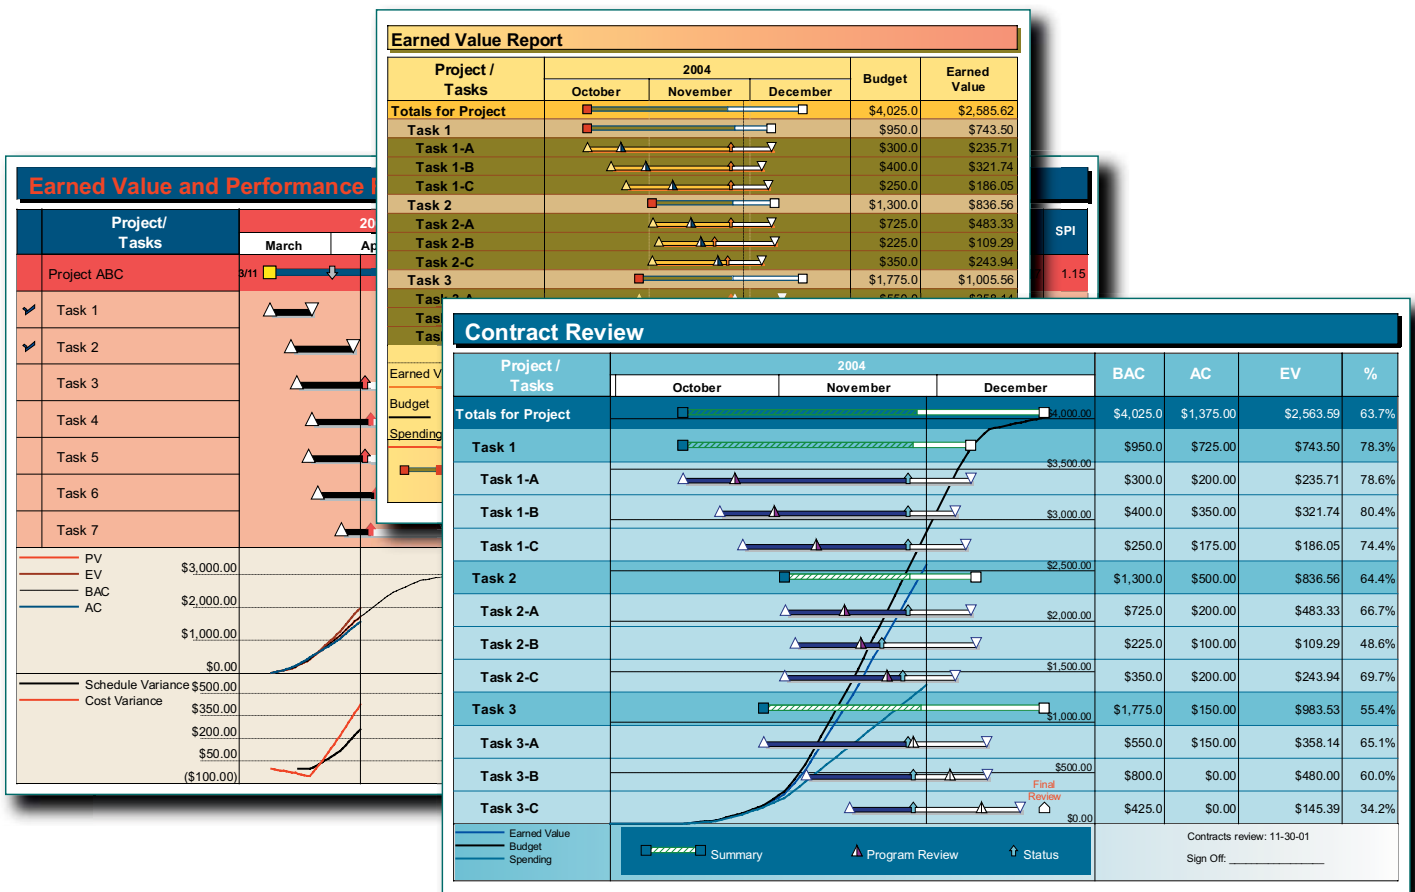 Earned Value Report
Project / Tasks 2004 Budget Earned Value
October November December
Totals for Project $4,025.0 $2,585.62
Task 1 $950.0 $743.50
Task 1-A $300.0 $235.71
Task 1-B $400.0 $321.74
Task 1-C $250.0 $186.05
Task 2 $1,300.0 $836.56
Task 2-A $725.0 $483.33
Task 2-B $225.0 $109.29
Task 2-C $350.0 $243.94
Task 3 $1,775.0 $1,005.56
Earned V
Budget
Spending
Earned Value and Performance
Project/ Tasks 20 SPI
March Ap
Project ABC 3/11 1.15
Task 1
Task 2
Task 3
Task 4
Task 5
Task 6
Task 7
PV
EV
BAC
AC
$3,000.00
$2,000.00
$1,000.00
$0.00
Schedule Variance
Cost Variance
$500.00
$350.00
$200.00
$50.00
($100.00)
Contract Review
Project / Tasks 2004 BAC AC EV %
October November December
Totals for Project $4,000.00 $4,025.0 $1,375.00 $2,563.59 63.7%
Task 1 $950.0 $725.00 $743.50 78.3%
$3,500.00
Task 1-A $300.0 $200.00 $235.71 78.6%
Task 1-B $3,000.00 $400.0 $350.00 $321.74 80.4%
Task 1-C $250.0 $175.00 $186.05 74.4%
$2,500.00
Task 2 $1,300.0 $500.00 $836.56 64.4%
Task 2-A $2,000.00 $725.0 $200.00 $483.33 66.7%
Task 2-B $225.0 $100.00 $109.29 48.6%
$1,500.00
Task 2-C $350.0 $200.00 $243.94 69.7%
Task 3 $1,000.00 $1,775.0 $150.00 $983.53 55.4%
Task 3-A $550.0 $150.00 $358.14 65.1%
$500.00
Task 3-B $800.0 $0.00 $480.00 60.0%
Final Review
Task 3-C $0.00 $425.0 $0.00 $145.39 34.2%
Earned Value
Budget
Spending
Summary Program Review Status
Contracts review: 11-30-01
Sign Off: _________________